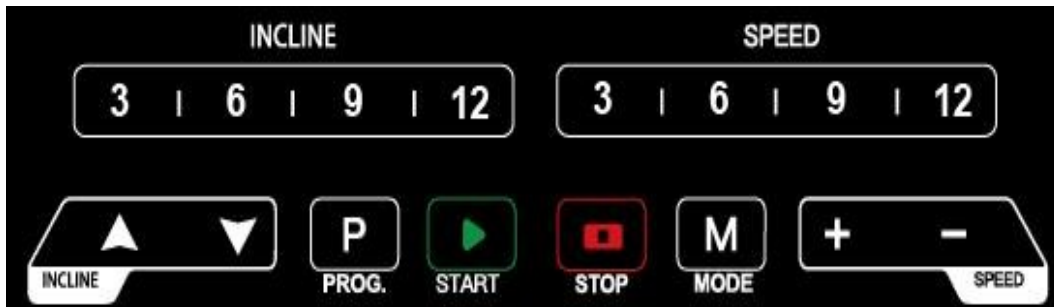 INCLINE SPEED
3 | 6 | 9 | 12 3 | 6 | 9 | 12
P M + −
INCLINE PROG. START STOP MODE SPEED